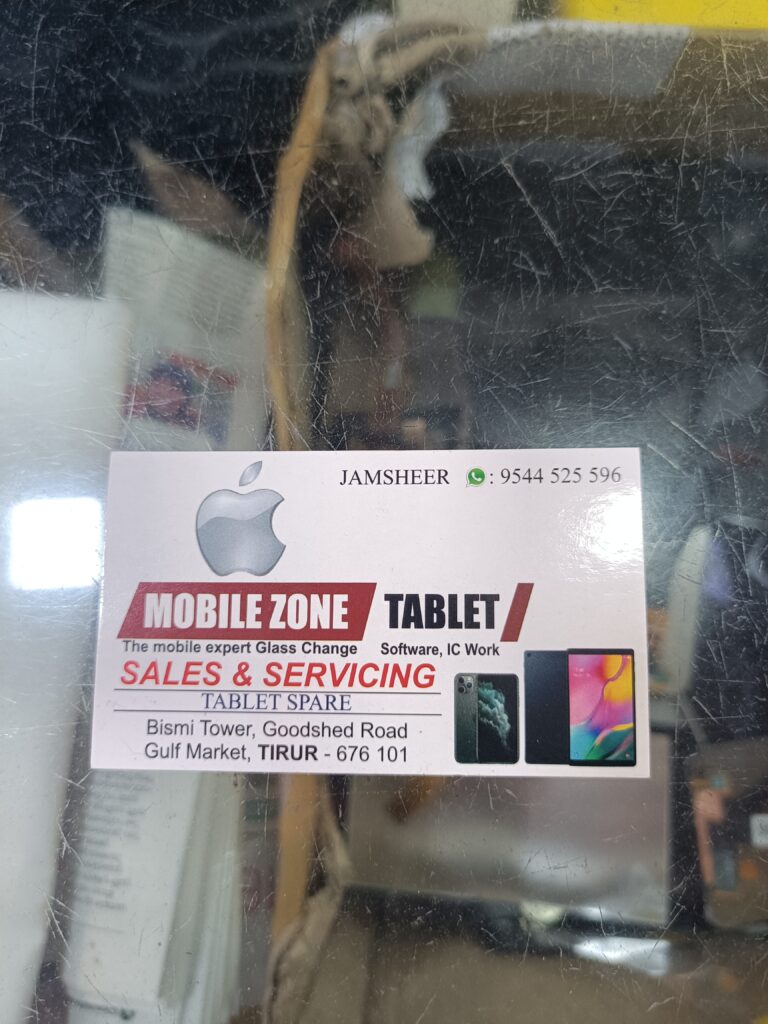 JAMSHEER : 9544 525 596
MOBILE ZONE TABLET
The mobile expert Glass Change Software, IC Work
SALES & SERVICING
TABLET SPARE
Bismi Tower, Goodshed Road
Gulf Market, TIRUR - 676 101